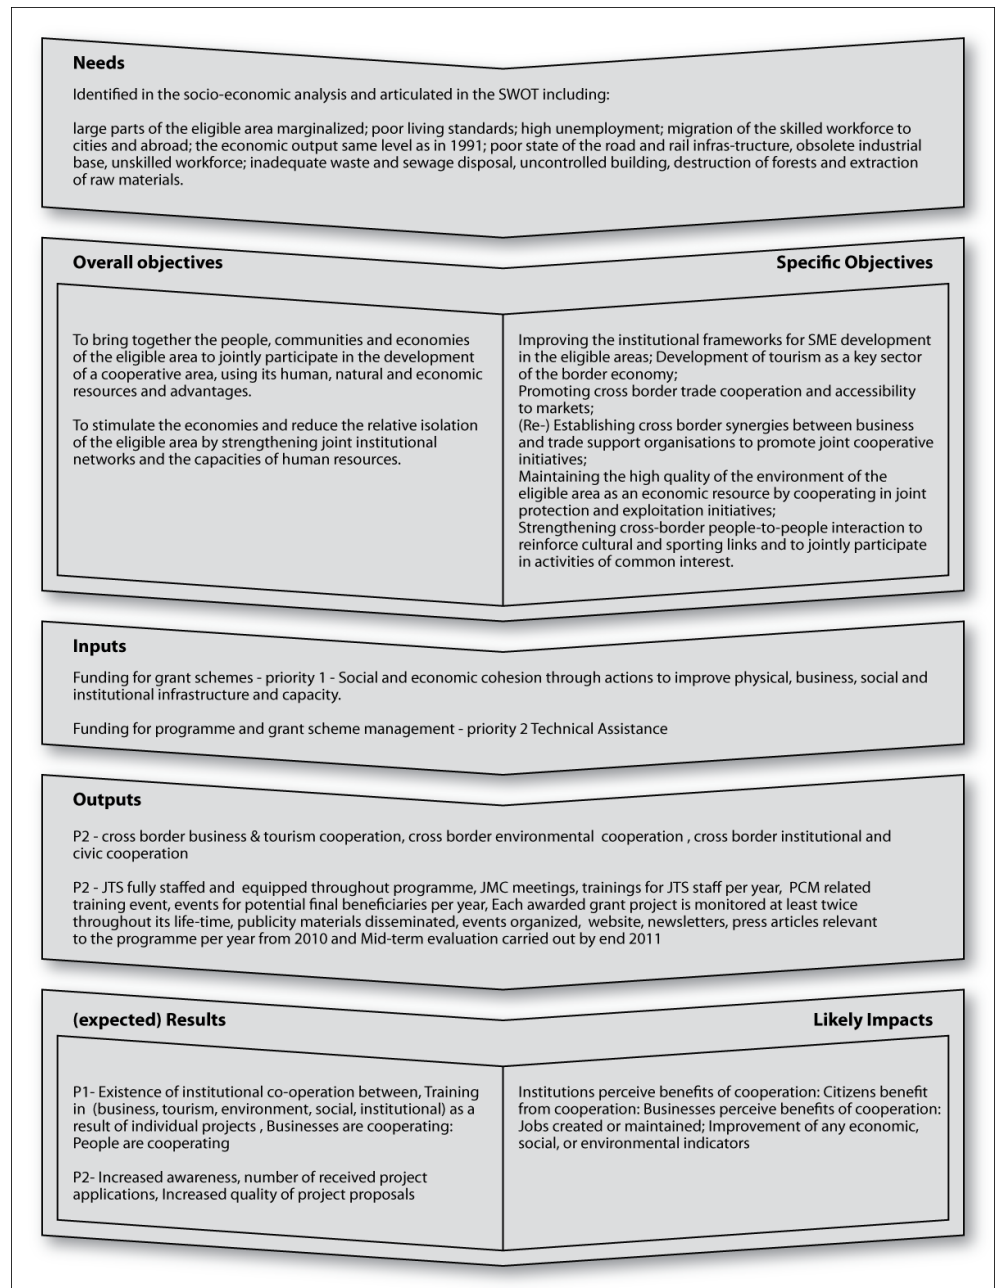 Needs
Identified in the socio-economic analysis and articulated in the SWOT including:
large parts of the eligible area marginalized; poor living standards; high unemployment; migration of the skilled workforce to
cities and abroad; the economic output same level as in 1991; poor state of the road and rail infras-tructure, obsolete industrial
base, unskilled workforce; inadequate waste and sewage disposal, uncontrolled building, destruction of forests and extraction
of raw materials.
Overall objectives
To bring together the people, communities and economies
of the eligible area to jointly participate in the development
of a cooperative area, using its human, natural and economic
resources and advantages.
To stimulate the economies and reduce the relative isolation
of the eligible area by strengthening joint institutional
networks and the capacities of human resources.
Specific Objectives
Improving the institutional frameworks for SME development
in the eligible areas; Development of tourism as a key sector
of the border economy;
Promoting cross border trade cooperation and accessibility
to markets;
(Re-) Establishing cross border synergies between business
and trade support organisations to promote joint cooperative
initiatives;
Maintaining the high quality of the environment of the
eligible area as an economic resource by cooperating in joint
protection and exploitation initiatives;
Strengthening cross-border people-to-people interaction to
reinforce cultural and sporting links and to jointly participate
in activities of common interest.
Inputs
Funding for grant schemes - priority 1 - Social and economic cohesion through actions to improve physical, business, social and
institutional infrastructure and capacity.
Funding for programme and grant scheme management - priority 2 Technical Assistance
Outputs
P2 - cross border business & tourism cooperation, cross border environmental  cooperation , cross border institutional and
civic cooperation
P2 - JTS fully staffed and  equipped throughout programme, JMC meetings, trainings for JTS staff per year,  PCM related
training event, events for potential final beneficiaries per year, Each awarded grant project is monitored at least twice
throughout its life-time, publicity materials disseminated, events organized,  website, newsletters, press articles relevant
to the programme per year from 2010 and Mid-term evaluation carried out by end 2011
(expected) Results
P1- Existence of institutional co-operation between, Training
in  (business, tourism, environment, social, institutional) as a
result of individual projects , Businesses are cooperating:
People are cooperating
P2- Increased awareness, number of received project
applications, Increased quality of project proposals
Likely Impacts
Institutions perceive benefits of cooperation: Citizens benefit
from cooperation: Businesses perceive benefits of cooperation:
Jobs created or maintained; Improvement of any economic,
social, or environmental indicators